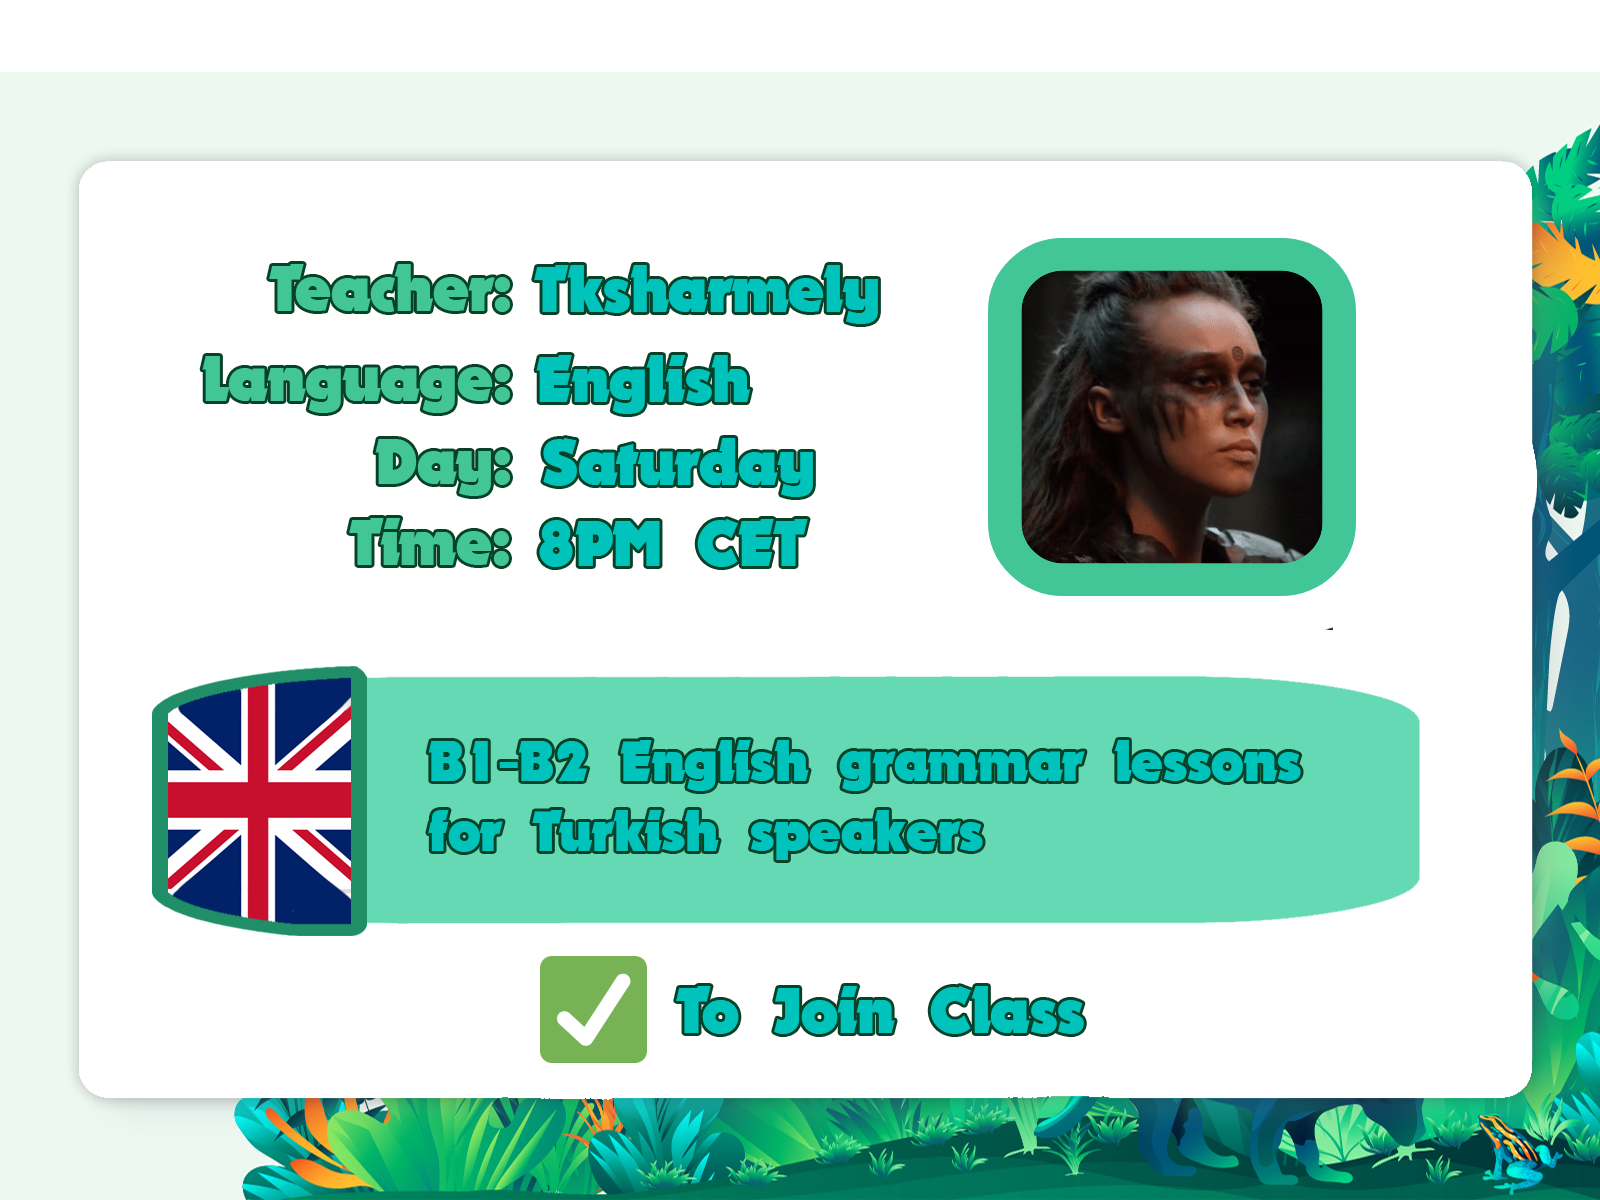 Teacher: Tksharmely
Language: English
Day: Saturday
Time: 8PM CET
B1-B2 English grammar lessons
for Turkish speakers
To Join Class